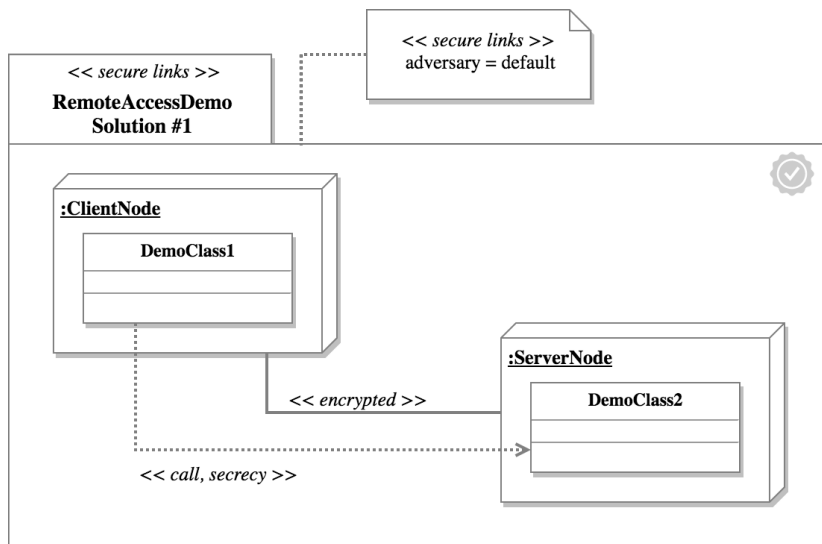 << secure links >>
adversary = default
<< secure links >>
RemoteAccessDemo
Solution #1
:ClientNode
DemoClass1
:ServerNode
DemoClass2
<< encrypted >>
<< call, secrecy >>